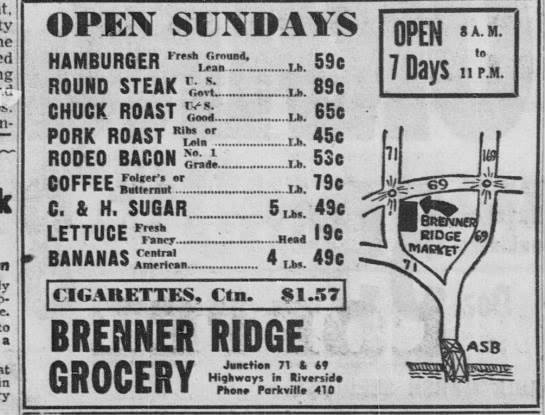 OPEN SUNDAYS
HAMBURGER Fresh Ground, Lean Lb. 59c
ROUND STEAK U. S. Govt. Lb. 89c
CHUCK ROAST U. S. Good Lb. 65c
PORK ROAST Ribs or Loin Lb. 45c
RODEO BACON No. 1 Grade Lb. 53c
COFFEE Folger's or Butternut Lb. 79c
C. & H. SUGAR 5 Lbs. 49c
LETTUCE Fresh Fancy Head 19c
BANANAS Central American 4 Lbs. 49c
CIGARETTES, Ctn. $1.57
BRENNER RIDGE
GROCERY
Junction 71 & 69
Highways in Riverside
Phone Parkville 410
OPEN
7 Days
8 A. M.
to
11 P.M.
71
169
69
BRENNER
RIDGE
MARKET
69
71
ASB